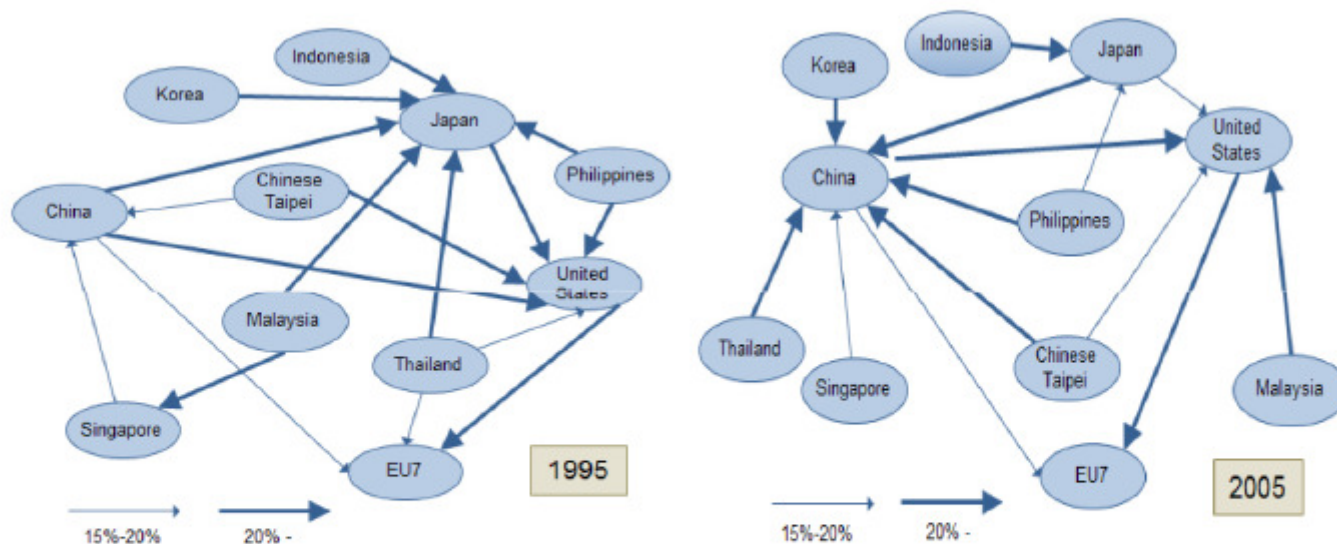 Indonesia
Korea
Japan
Chinese
Taipei
Philippines
China
United
States
Malaysia
Thailand
Singapore
EU7
1995
15%-20%
20% -
Indonesia
Japan
Korea
United
States
China
Philippines
Thailand
Singapore
Chinese
Taipei
Malaysia
EU7
2005
15%-20%
20% -